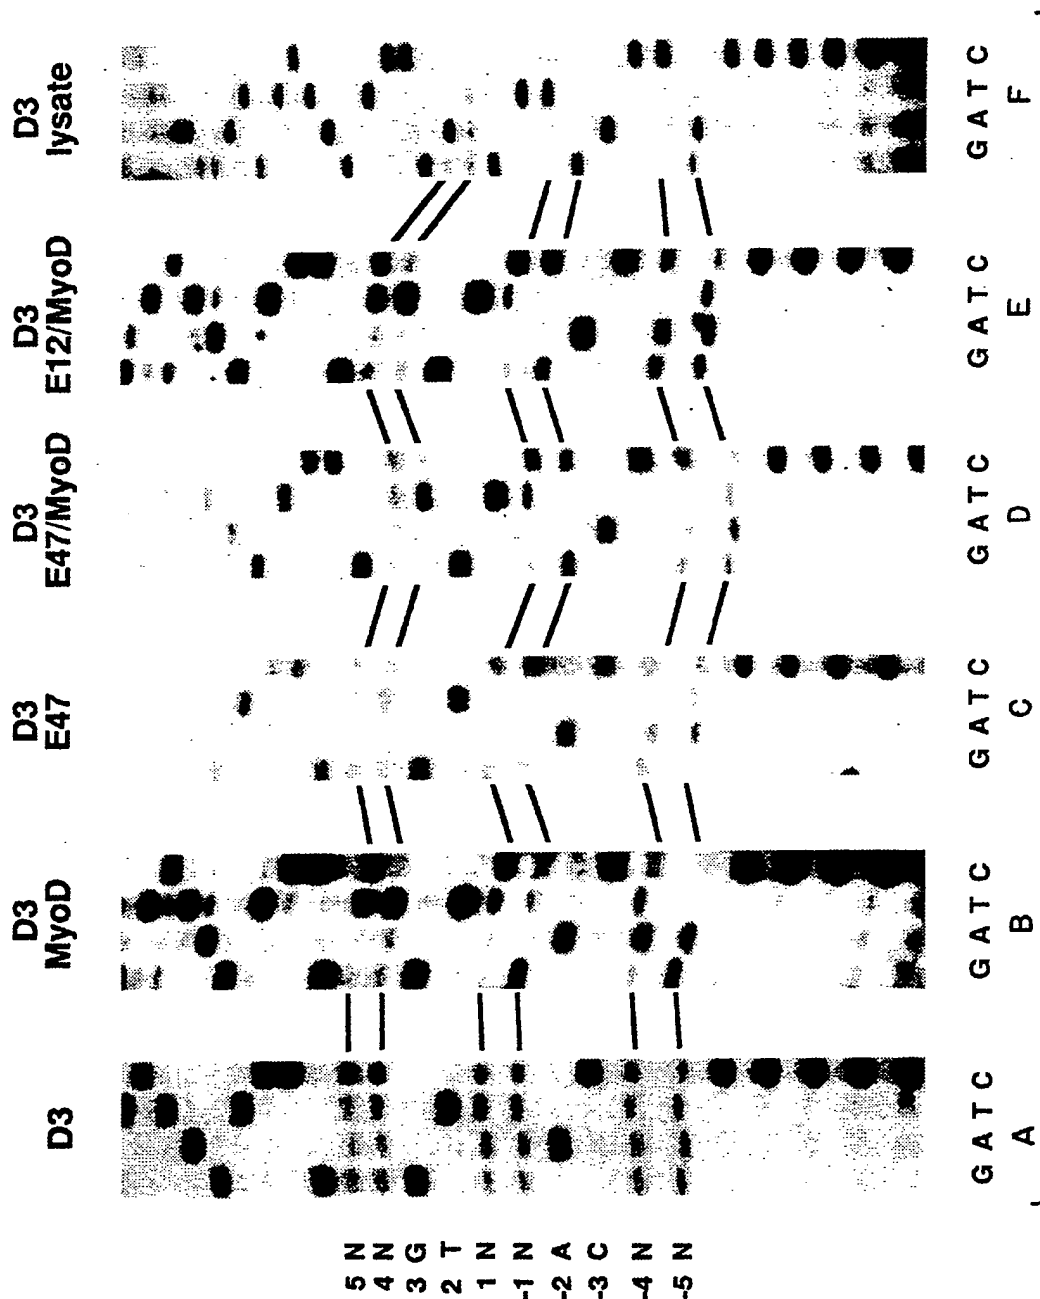 D3
D3
MyoD
D3
E47
D3
E47/MyoD
D3
E12/MyoD
D3
lysate
5 N
4 N
3 G
2 T
1 N
-1 N
-2 A
-3 C
-4 N
-5 N
G A T C
G A T C
G A T C
G A T C
G A T C
G A T C
A
B
C
D
E
F